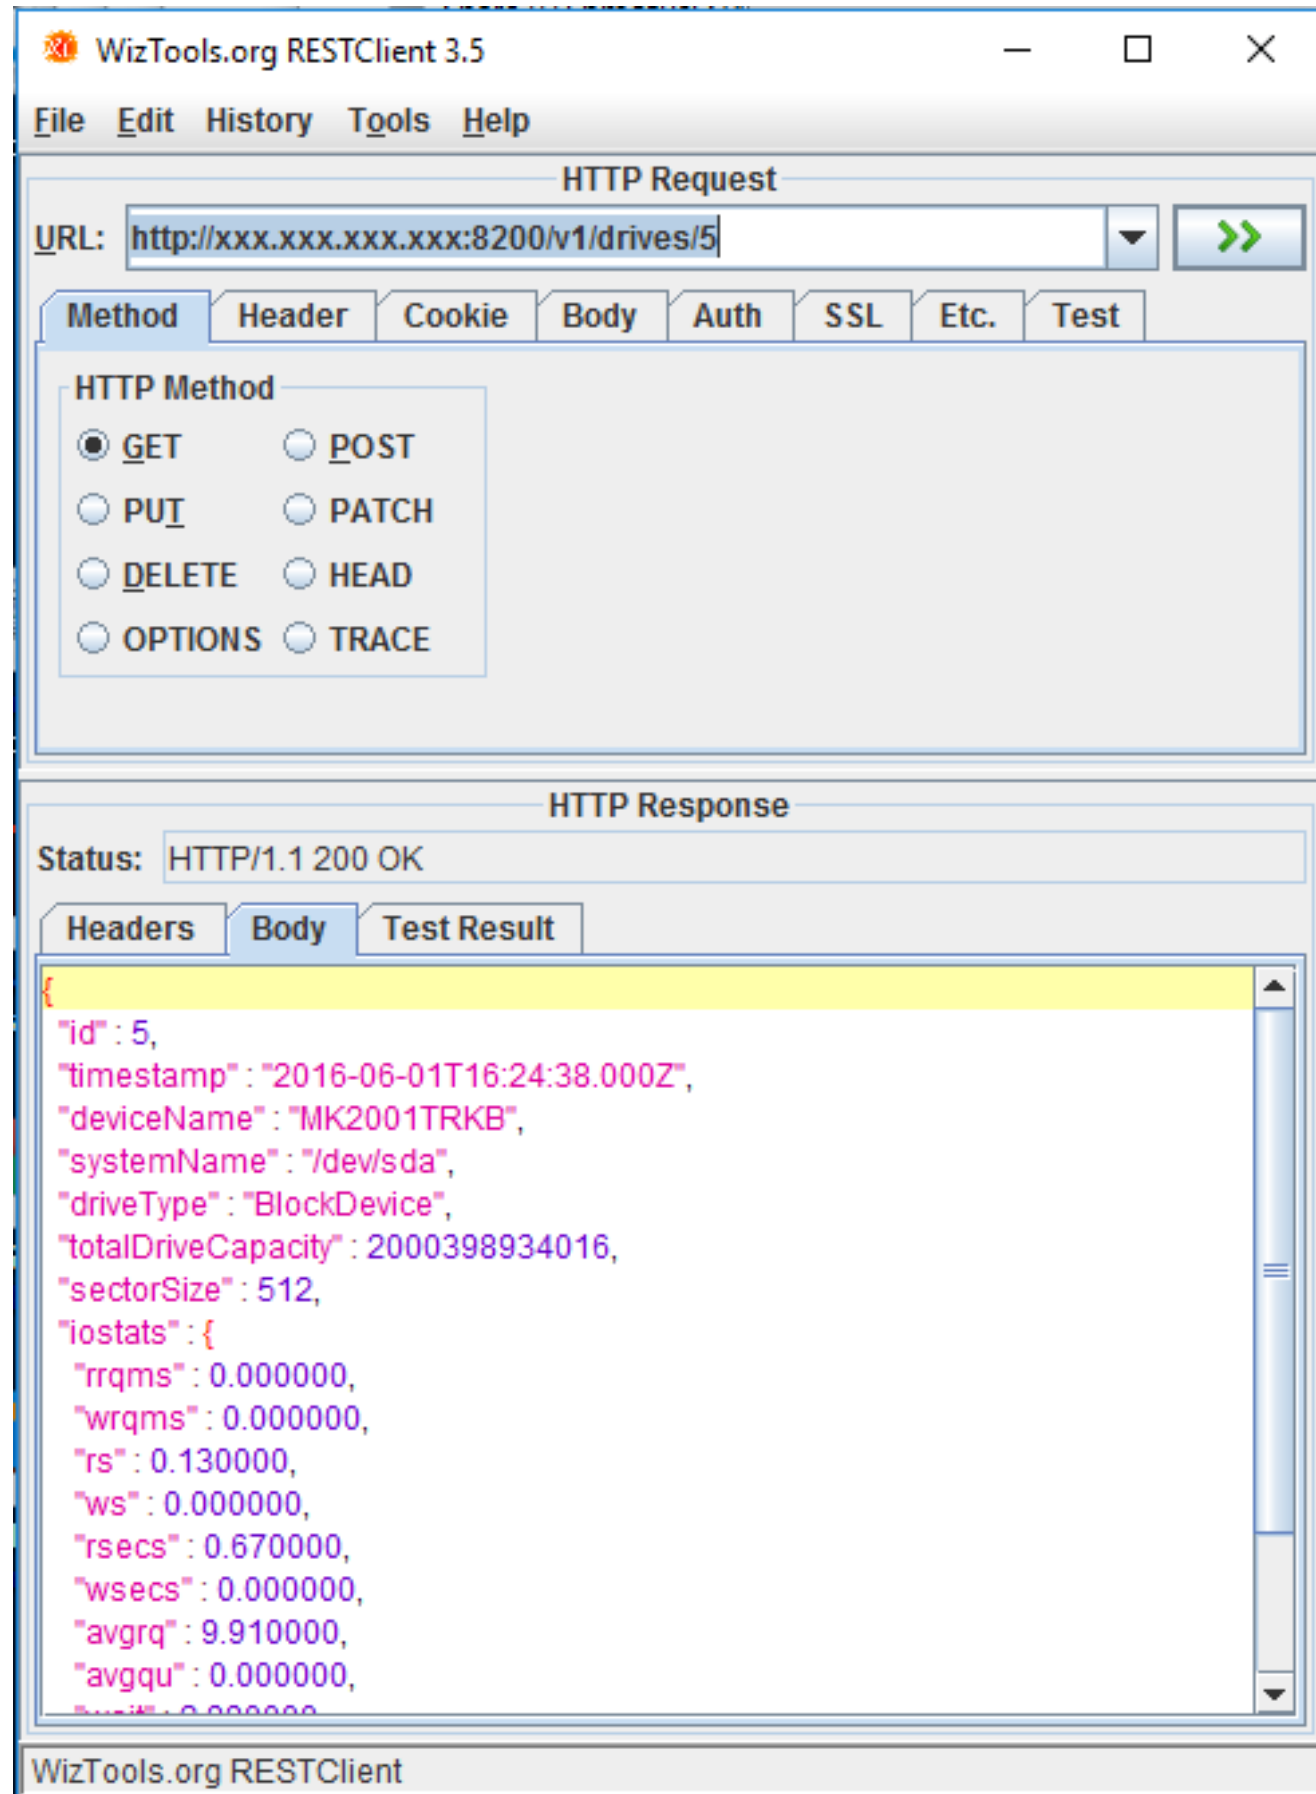 WizTools.org RESTClient 3.5
File Edit History Tools Help
HTTP Request
URL: http://xxx.xxx.xxx.xxx:8200/v1/drives/5
Method Header Cookie Body Auth SSL Etc. Test
HTTP Method
GET POST
PUT PATCH
DELETE HEAD
OPTIONS TRACE
HTTP Response
Status: HTTP/1.1 200 OK
Headers Body Test Result
{
"id" : 5,
"timestamp" : "2016-06-01T16:24:38.000Z",
"deviceName" : "MK2001TRKB",
"systemName" : "/dev/sda",
"driveType" : "BlockDevice",
"totalDriveCapacity" : 2000398934016,
"sectorSize" : 512,
"iostats" : {
"rrqms" : 0.000000,
"wrqms" : 0.000000,
"rs" : 0.130000,
"ws" : 0.000000,
"rsecs" : 0.670000,
"wsecs" : 0.000000,
"avgrq" : 9.910000,
"avgqu" : 0.000000,
WizTools.org RESTClient